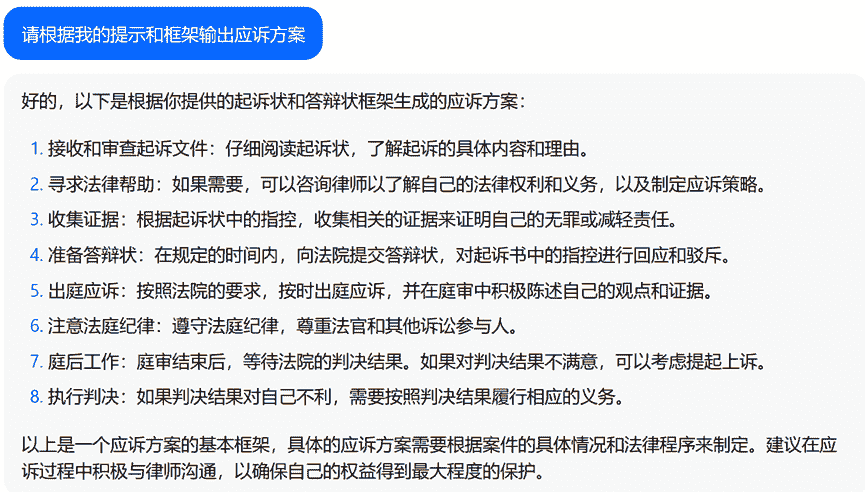 请根据我的提示和框架输出应诉方案
好的，以下是根据你提供的起诉状和答辩状框架生成的应诉方案：
1. 接收和审查起诉文件：仔细阅读起诉状，了解起诉的具体内容和理由。
2. 寻求法律帮助：如果需要，可以咨询律师以了解自己的法律权利和义务，以及制定应诉策略。
3. 收集证据：根据起诉状中的指控，收集相关的证据来证明自己的无罪或减轻责任。
4. 准备答辩状：在规定的时间内，向法院提交答辩状，对起诉书中的指控进行回应和驳斥。
5. 出庭应诉：按照法院的要求，按时出庭应诉，并在庭审中积极陈述自己的观点和证据。
6. 注意法庭纪律：遵守法庭纪律，尊重法官和其他诉讼参与人。
7. 庭后工作：庭审结束后，等待法院的判决结果。如果对判决结果不满意，可以考虑提起上诉。
8. 执行判决：如果判决结果对自己不利，需要按照判决结果履行相应的义务。
以上是一个应诉方案的基本框架，具体的应诉方案需要根据案件的具体情况和法律程序来制定。建议在应
诉过程中积极与律师沟通，以确保自己的权益得到最大程度的保护。